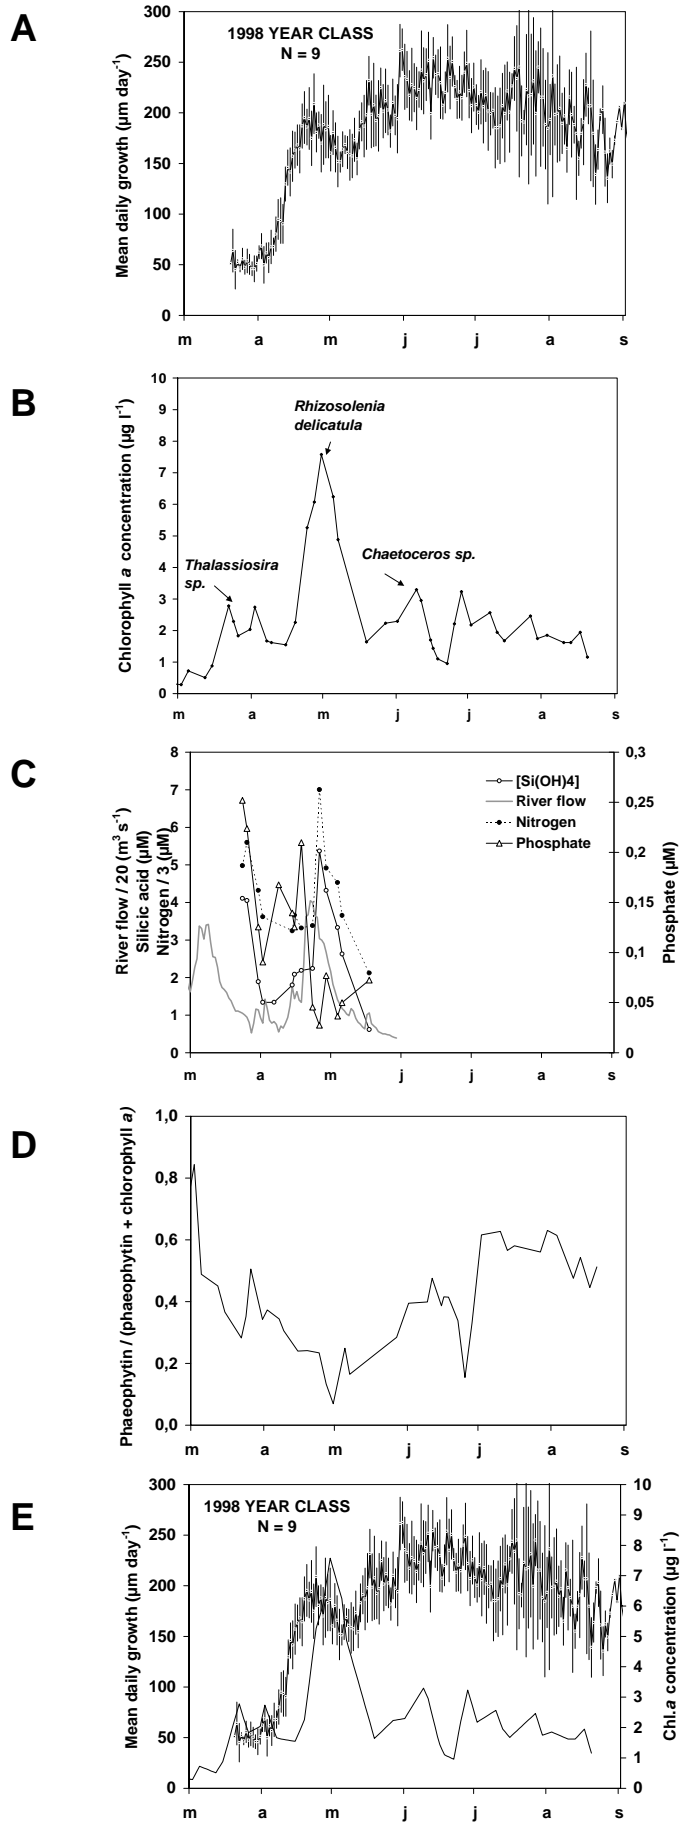 A
1998 YEAR CLASS
N = 9
Mean daily growth (µm day-1)
300
250
200
150
100
50
0
m a m j j a s
B
Chlorophyll a concentration (µg l-1)
10
9
8
7
6
5
4
3
2
1
0
Rhizosolenia
delicatula
Thalassiosira
sp.
Chaetoceros sp.
m a m j j a s
C
River flow / 20 (m3 s-1)
Silicic acid (µM)
Nitrogen / 3 (µM)
8
7
6
5
4
3
2
1
0
[Si(OH)4]
River flow
Nitrogen
Phosphate
0,3
0,25
0,2
0,15
0,1
0,05
0
Phosphate (µM)
m a m j j a s
D
Phaeophytin / (phaeophytin + chlorophyll a)
1,0
0,8
0,6
0,4
0,2
0,0
m a m j j a s
E
1998 YEAR CLASS
N = 9
Mean daily growth (µm day-1)
300
250
200
150
100
50
0
10
9
8
7
6
5
4
3
2
1
0
Chl.a concentration (µg l-1)
m a m j j a s